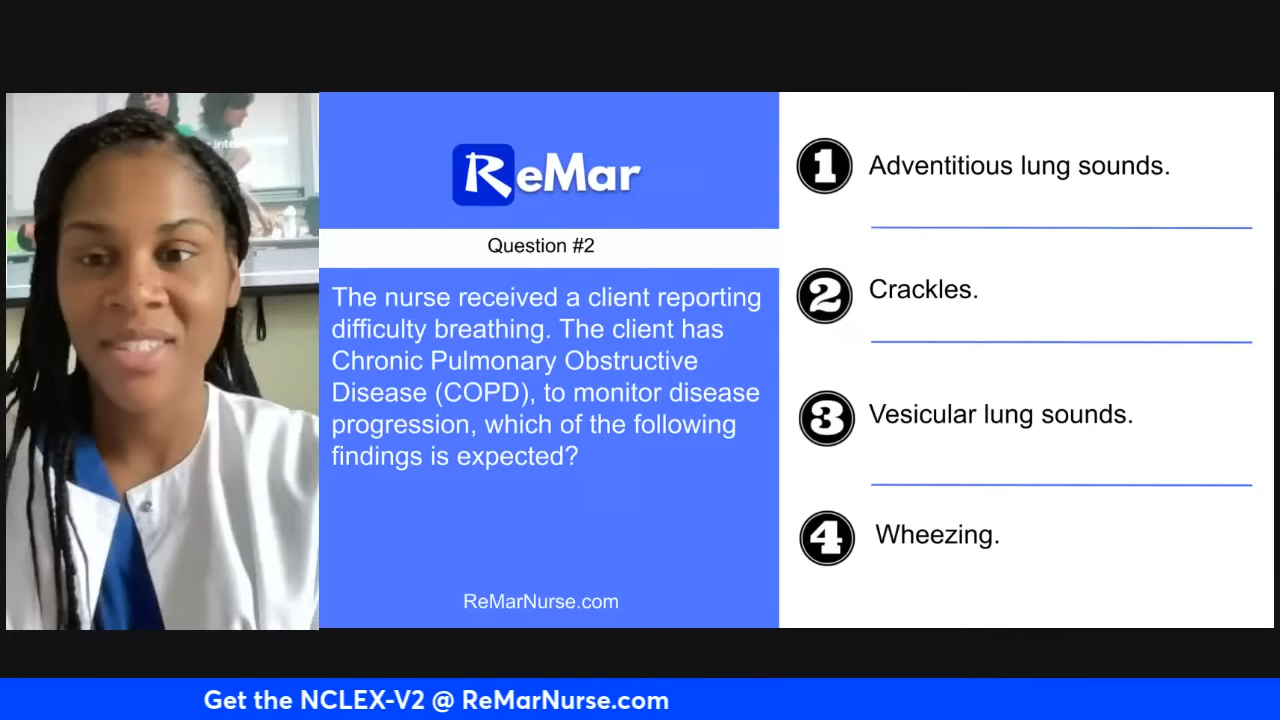 ReMar
Question #2
The nurse received a client reporting
difficulty breathing. The client has
Chronic Pulmonary Obstructive
Disease (COPD), to monitor disease
progression, which of the following
findings is expected?
ReMarNurse.com
1 Adventitious lung sounds.
2 Crackles.
3 Vesicular lung sounds.
4 Wheezing.
Get the NCLEX-V2 @ ReMarNurse.com